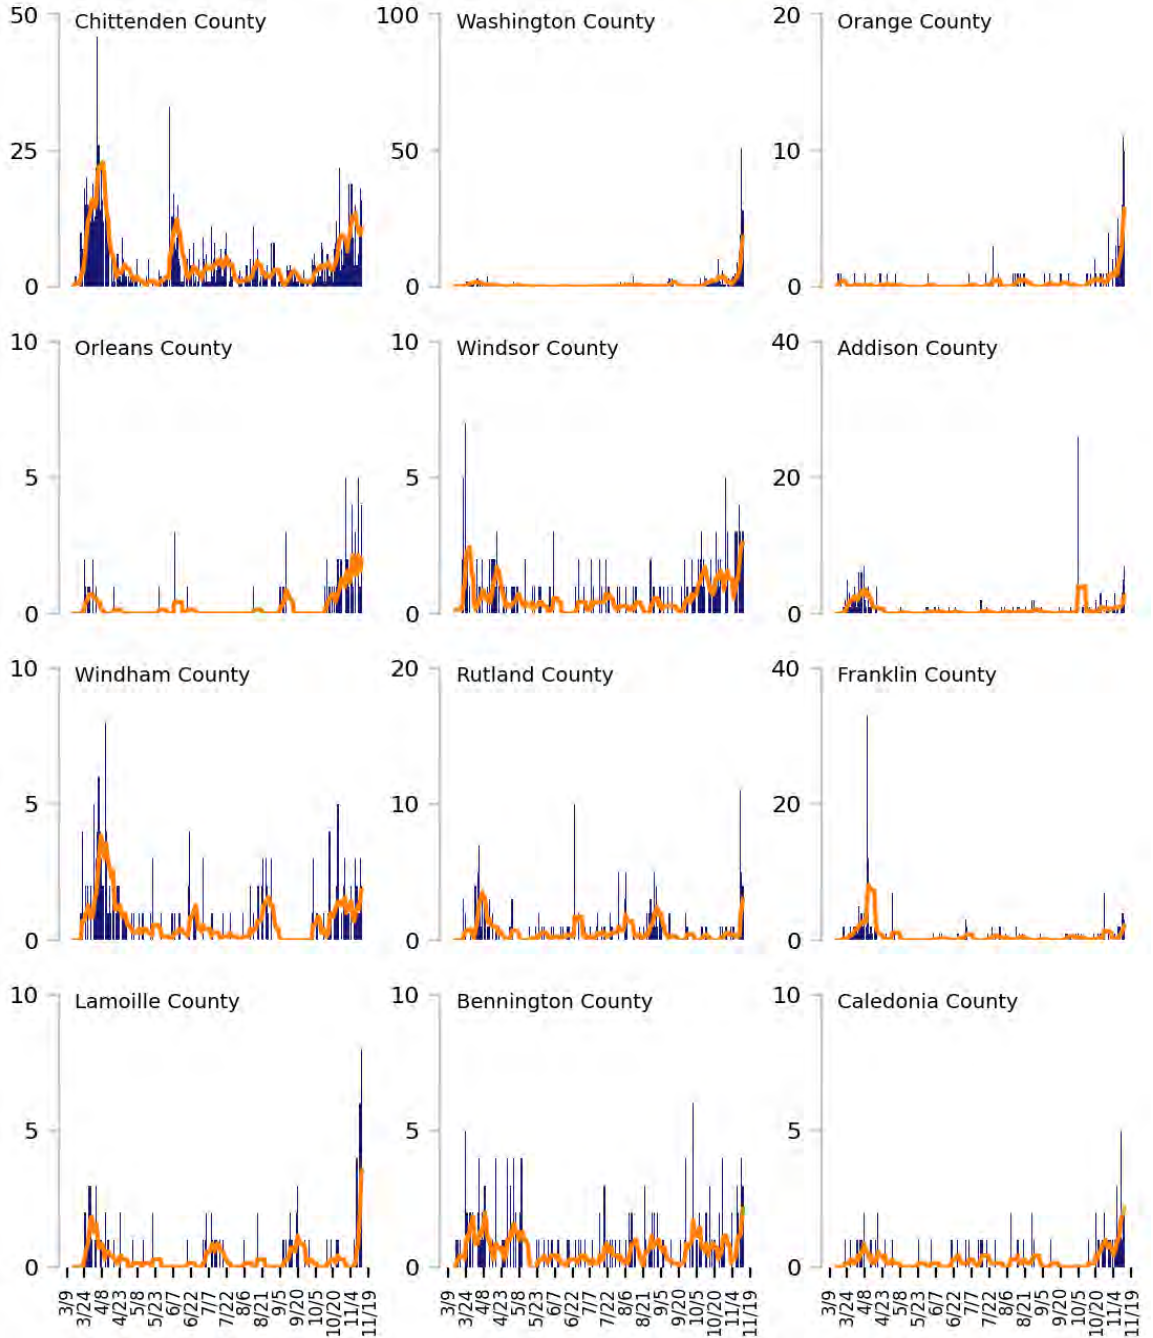 50 Chittenden County
25
0
100 Washington County
50
0
20 Orange County
10
0
10 Orleans County
5
0
10 Windsor County
5
0
40 Addison County
20
0
10 Windham County
5
0
20 Rutland County
10
0
40 Franklin County
20
0
10 Lamoille County
5
0
10 Bennington County
5
0
10 Caledonia County
5
0
3/9 3/24 4/8 4/23 5/8 5/23 6/7 6/22 7/7 7/22 8/6 8/21 9/5 9/20 10/5 10/20 11/4 11/19
3/9 3/24 4/8 4/23 5/8 5/23 6/7 6/22 7/7 7/22 8/6 8/21 9/5 9/20 10/5 10/20 11/4 11/19
3/9 3/24 4/8 4/23 5/8 5/23 6/7 6/22 7/7 7/22 8/6 8/21 9/5 9/20 10/5 10/20 11/4 11/19